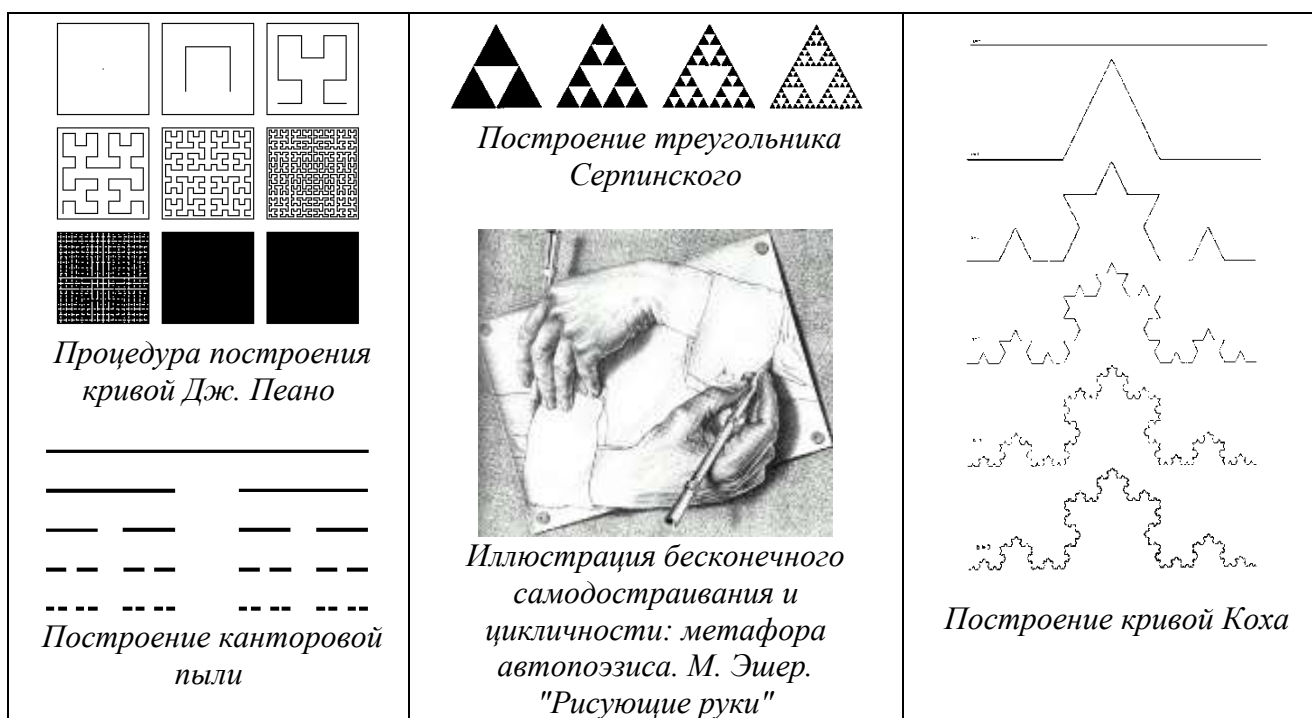 Процедура построения
кривой Дж. Пеано
Построение канторовой
пыли
Построение треугольника
Серпинского
Иллюстрация бесконечного
самодостраивания и
цикличности: метафора
автопоэзиса. М. Эшер.
"Рисующие руки"
Построение кривой Коха